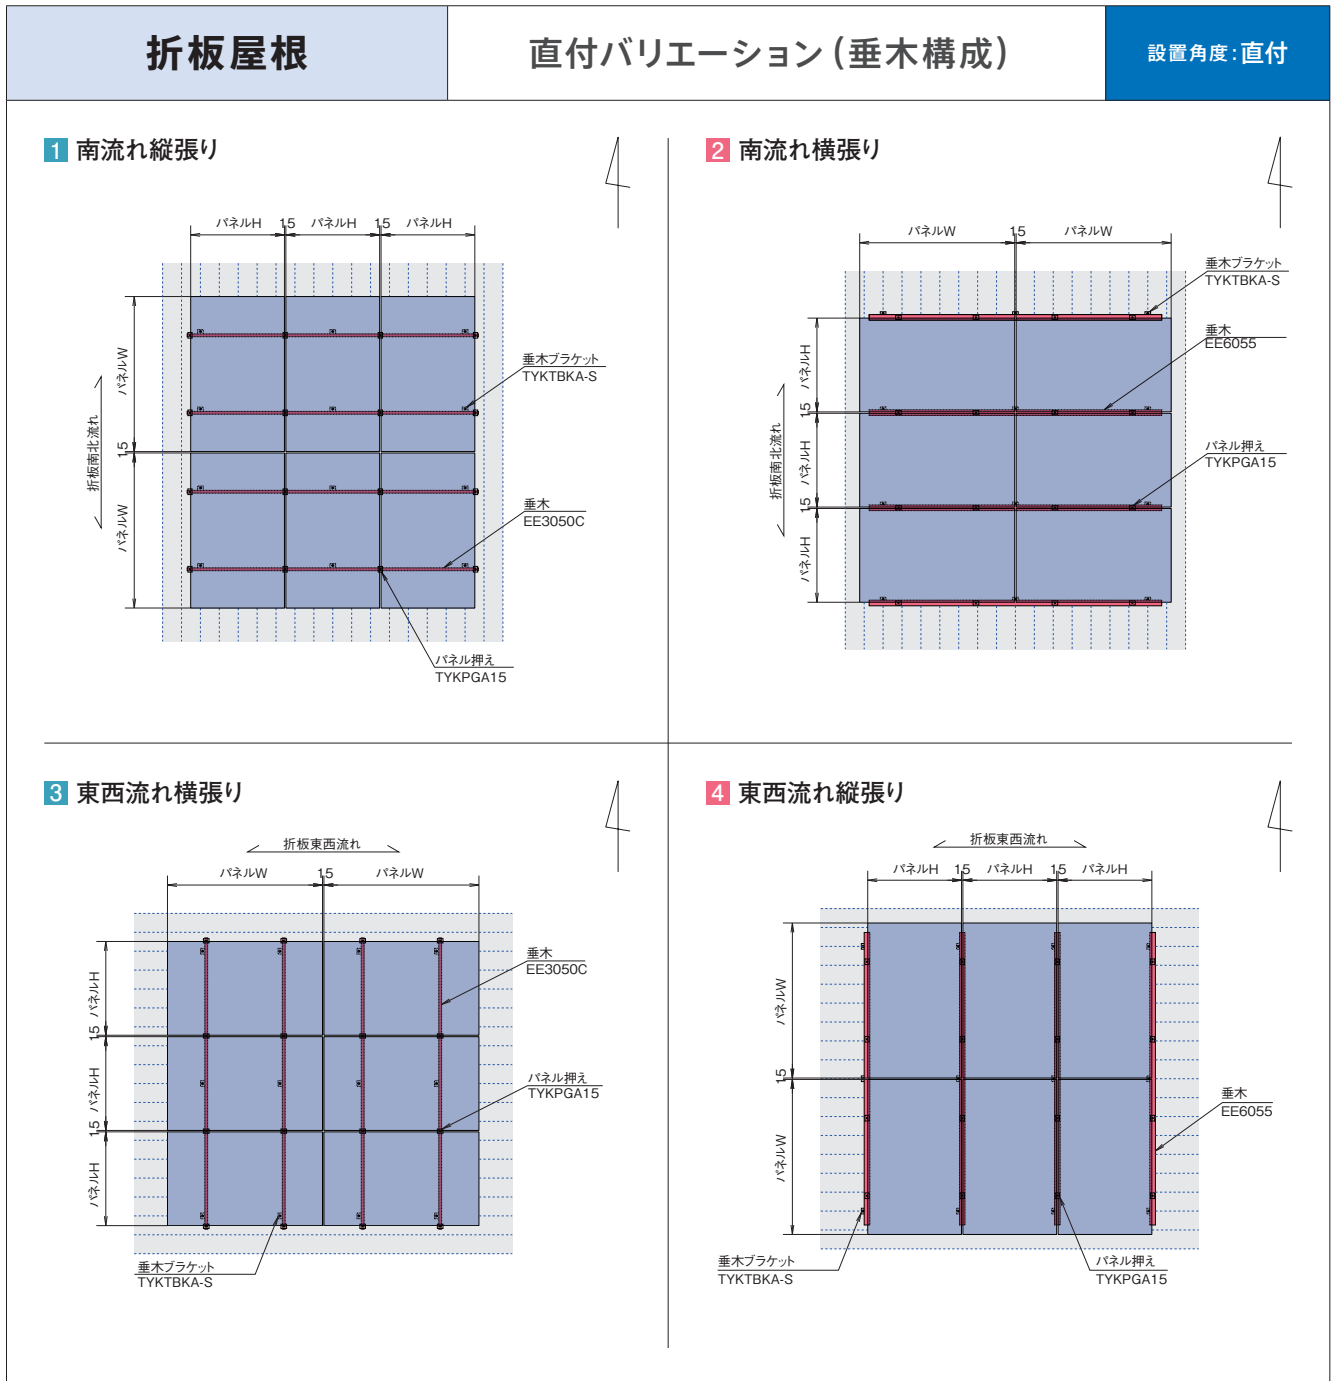 折板屋根
直付バリエーション(垂木構成)
設置角度:直付
1 南流れ縦張り
パネルH 15 パネルH 15 パネルH
パネルW
15
パネルW
折板南北流れ
垂木ブラケット
TYKTBKA-S
垂木
EE3050C
パネル押え
TYKPGA15
2 南流れ横張り
パネルW 15 パネルW
パネルH
15
パネルH
15
パネルH
折板南北流れ
垂木ブラケット
TYKTBKA-S
垂木
EE6055
パネル押え
TYKPGA15
3 東西流れ横張り
折板東西流れ
パネルW 15 パネルW
パネルH
15
パネルH
15
パネルH
垂木
EE3050C
パネル押え
TYKPGA15
垂木ブラケット
TYKTBKA-S
4 東西流れ縦張り
折板東西流れ
パネルH 15 パネルH 15 パネルH
パネルW
15
パネルW
垂木
EE6055
垂木ブラケット
TYKTBKA-S
パネル押え
TYKPGA15